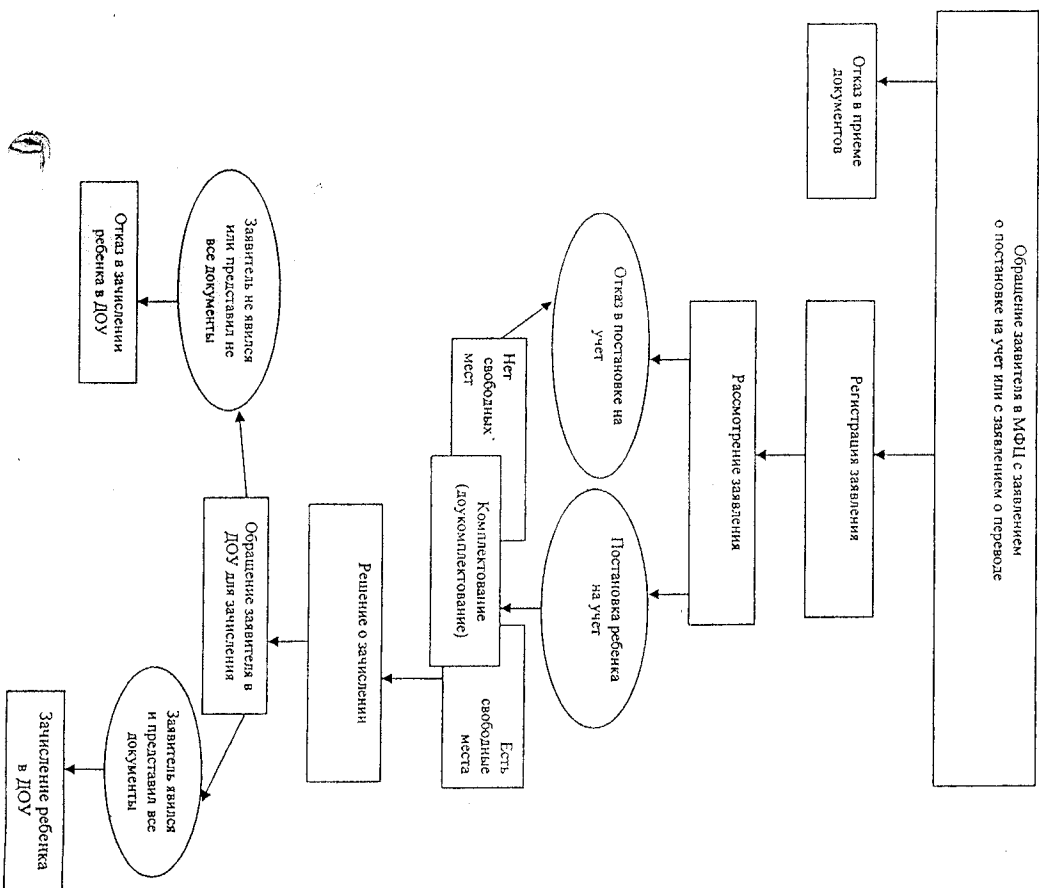 Обращение заявителя в МФЦ с заявлением
о постановке на учет или с заявлением о переводе
Отказ в приеме
документов
Регистрация заявления
Рассмотрение заявления
Отказ в постановке на
учет
Постановка ребенка
на учет
Нет
свободных
мест
Комплектование
(доукомплектование)
Есть
свободные
места
Решение о зачислении
Обращение заявителя в
ДОУ для зачисления
Заявитель не явился
или представил не
все документы
Заявитель явился
и представил все
документы
Отказ в зачислении
ребенка в ДОУ
Зачисление ребенка
в ДОУ